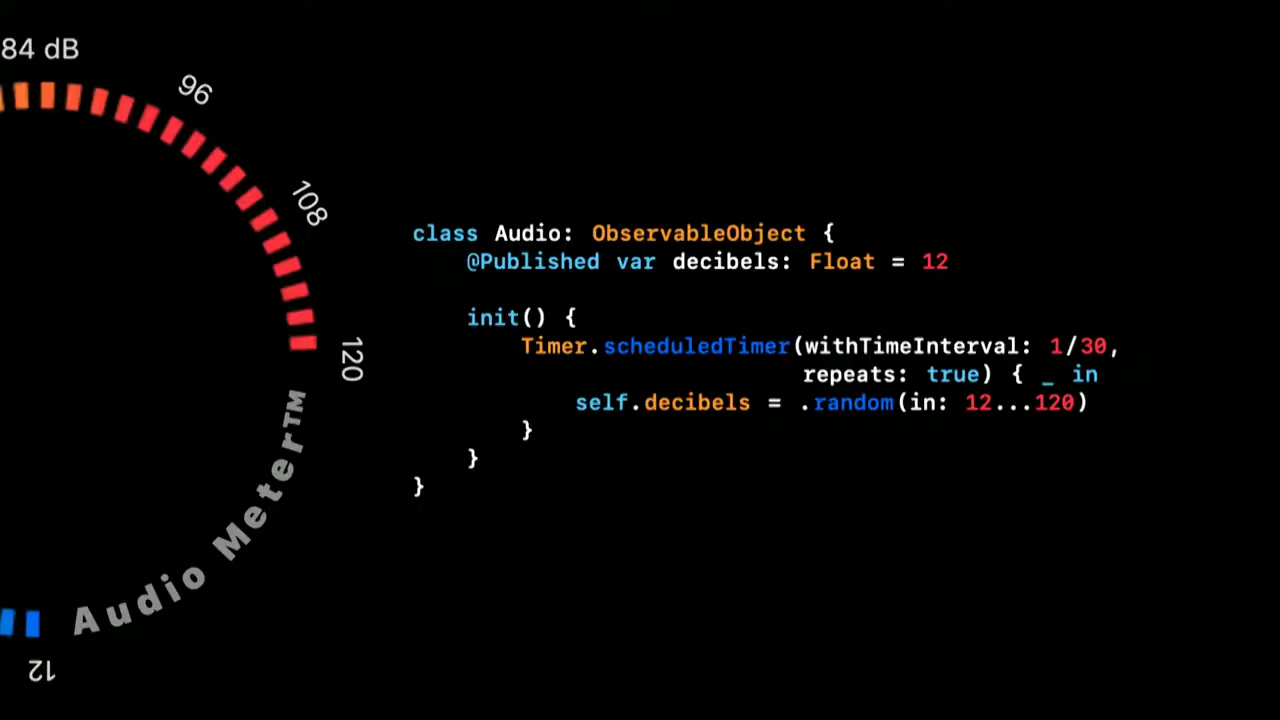 84 dB
96
108
120
Audio Meter™
12
class Audio: ObservableObject {
@Published var decibels: Float = 12
init() {
Timer.scheduledTimer(withTimeInterval: 1/30,
repeats: true) { _ in
self.decibels = .random(in: 12...120)
}
}
}